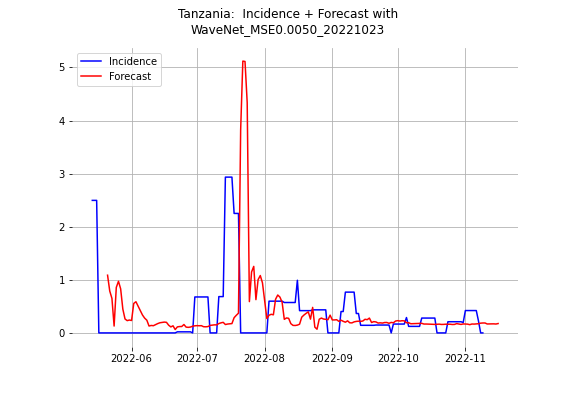 Tanzania:  Incidence + Forecast with
WaveNet_MSE0.0050_20221023
Incidence
Forecast
5
4
3
2
1
0
2022-06 2022-07 2022-08 2022-09 2022-10 2022-11